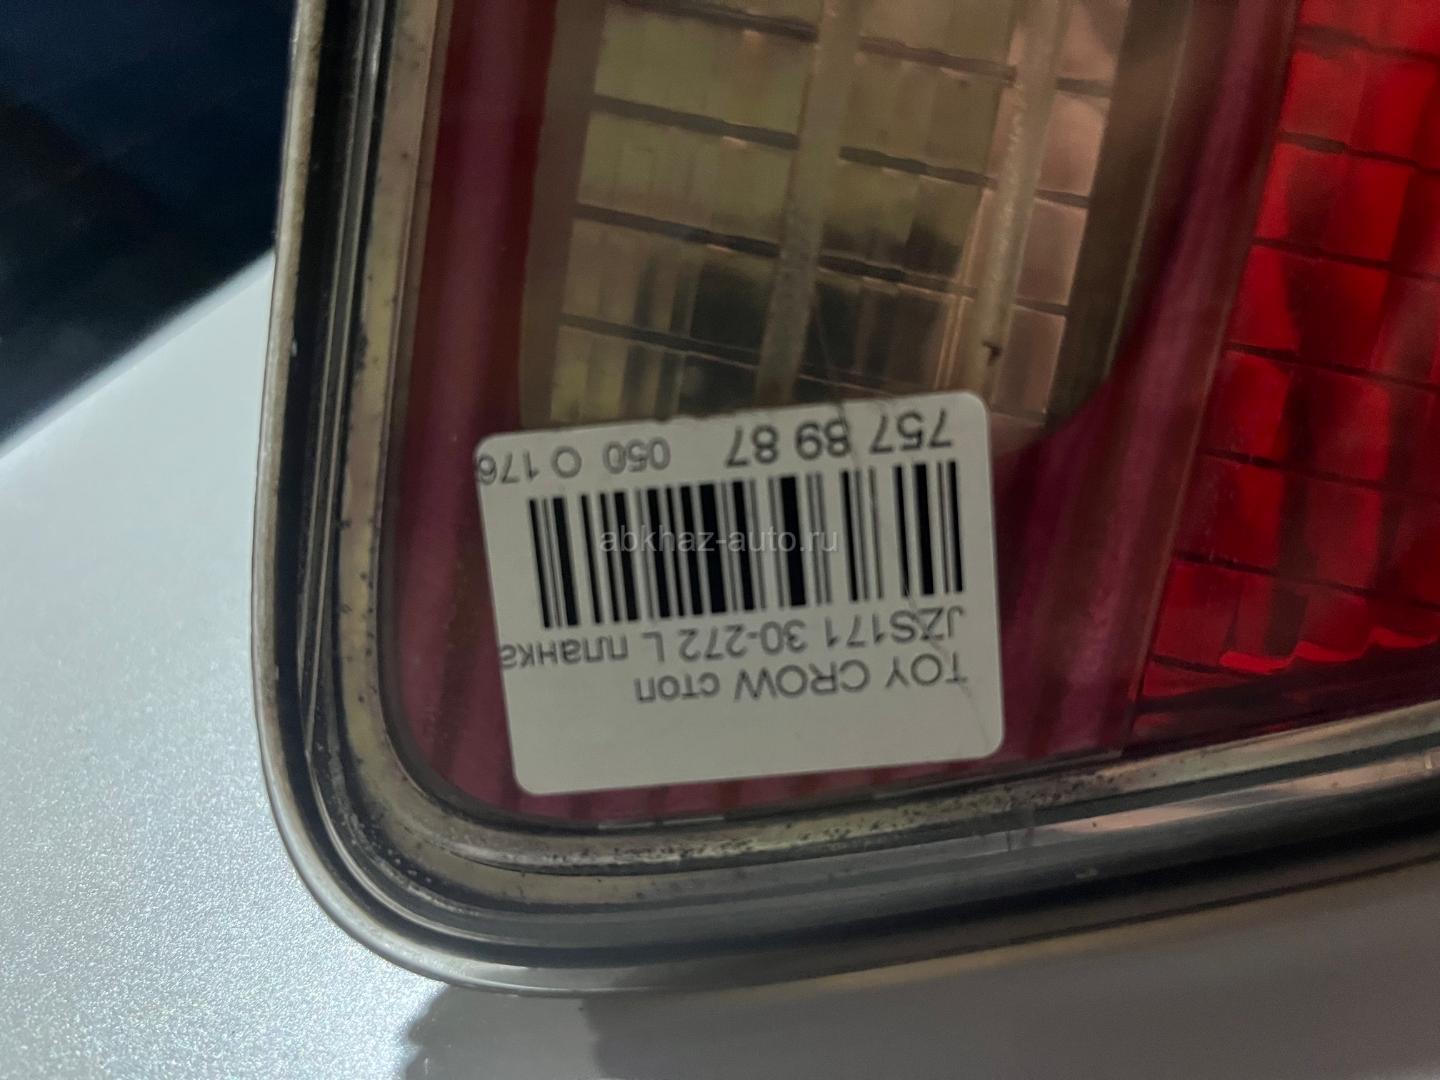 TOY CROW стоп
JZS171 30-272 L планка
757 89 87 050 O 176
abkhaz-auto.ru